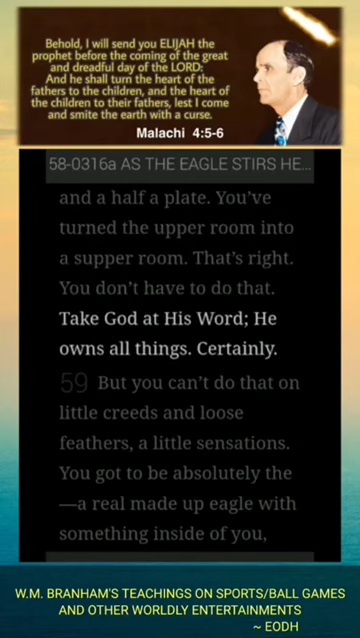 Behold, I will send you ELIJAH the
prophet before the coming of the great
and dreadful day of the LORD:
And he shall turn the heart of the
fathers to the children, and the heart of
the children to their fathers, lest I come
and smite the earth with a curse.
Malachi 4:5-6
58-0316a AS THE EAGLE STIRS HE...
and a half a plate. You've
turned the upper room into
a supper room. That's right.
You don't have to do that.
Take God at His Word; He
owns all things. Certainly.
59 But you can't do that on
little creeds and loose
feathers, a little sensations.
You got to be absolutely the
—a real made up eagle with
something inside of you,
W.M. BRANHAM'S TEACHINGS ON SPORTS/BALL GAMES
AND OTHER WORLDLY ENTERTAINMENTS
~ EODH